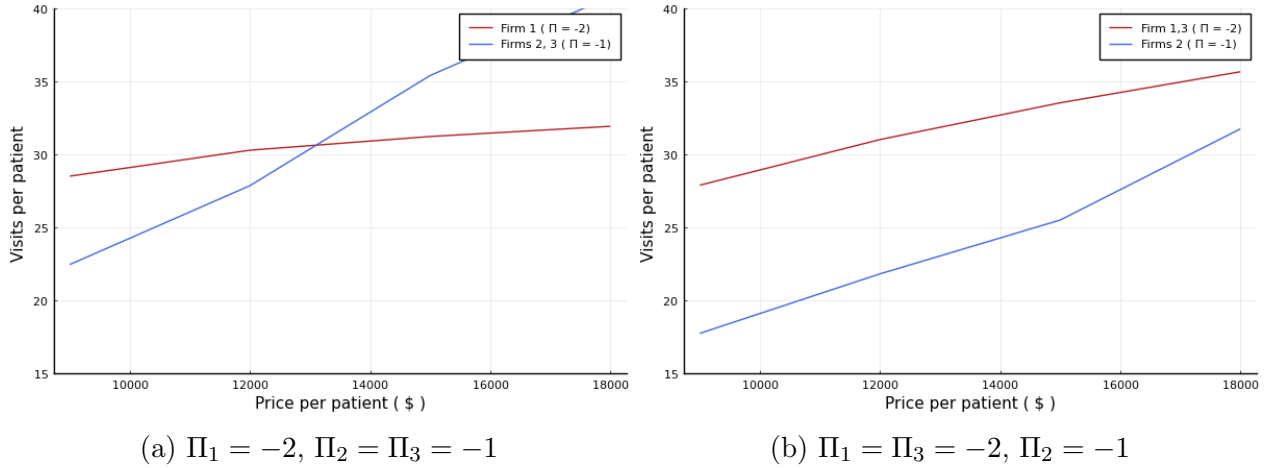 40
35
30
25
20
15
Visits per patient
Firm 1 ( Π = -2)
Firms 2, 3 ( Π = -1)
10000 12000 14000 16000 18000
Price per patient ( $ )
(a) Π₁ = −2, Π₂ = Π₃ = −1
40
35
30
25
20
15
Visits per patient
Firm 1,3 ( Π = -2)
Firms 2 ( Π = -1)
10000 12000 14000 16000 18000
Price per patient ( $ )
(b) Π₁ = Π₃ = −2, Π₂ = −1